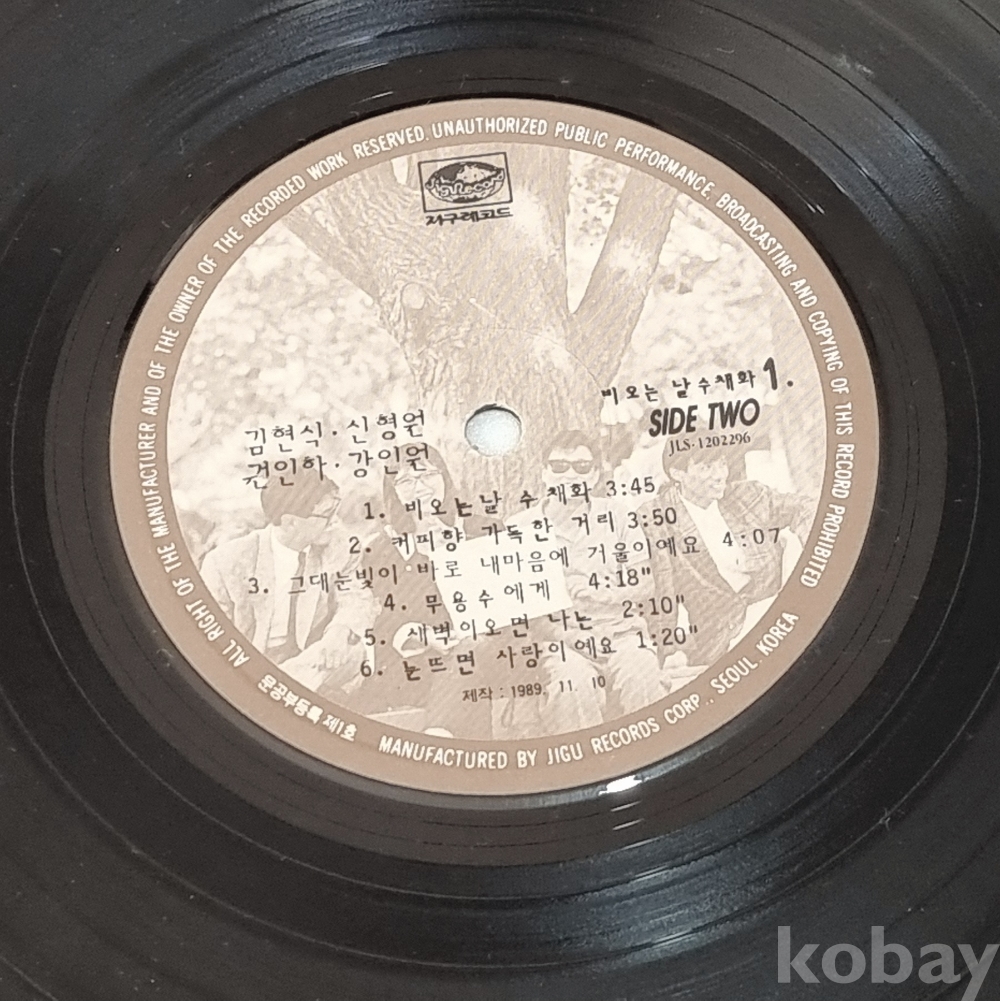 ALL RIGHT OF THE MANUFACTURER AND OF THE OWNER OF THE RECORDED WORK RESERVED. UNAUTHORIZED PUBLIC PERFORMANCE, BROADCASTING AND COPYING OF THIS RECORD PROHIBITED
JiguRecord
지구레코드
비오는 날 수채화 1.
SIDE TWO
JLS-1202296
김현식·신형원
권인하·강인원
1. 비오는날 수채화 3:45
2. 커피향 가득한 거리 3:50
3. 그대눈빛이 바로 내마음에 거울이예요 4:07
4. 무용수에게 4:18"
5. 새벽이오면 나는 2:10"
6. 눈뜨면 사랑이예요 1:20"
제작 : 1989. 11. 10
문공부등록 제1호
MANUFACTURED BY JIGU RECORDS CORP., SEOUL. KOREA
kobay